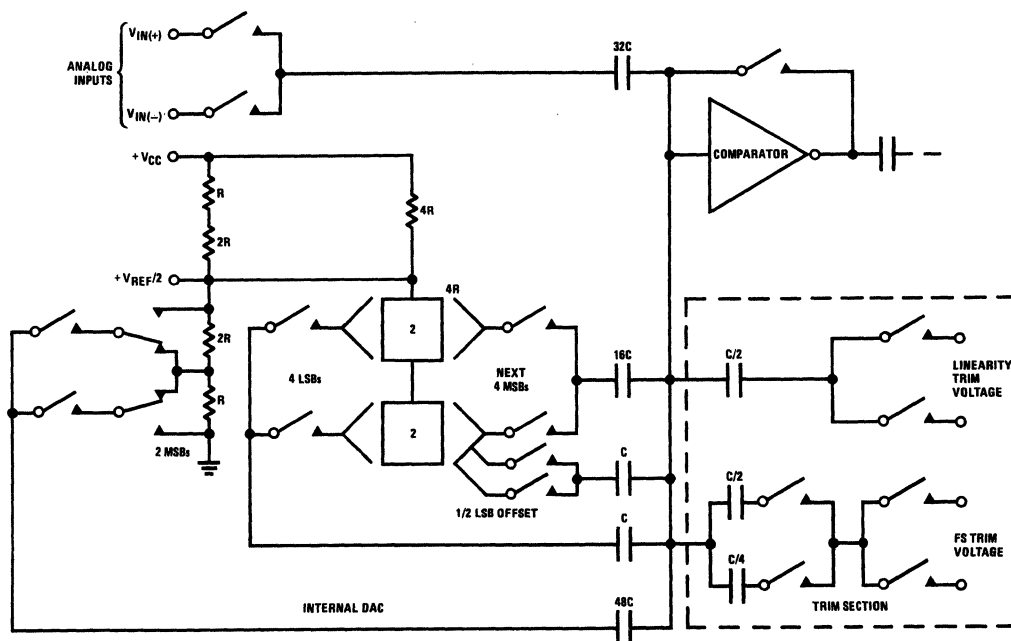 VIN(+)
ANALOG
INPUTS
VIN(−)
32C
COMPARATOR
+VCC
R
4R
2R
+VREF/2
4R
2
2R
4 LSBs
NEXT
4 MSBs
16C
C/2
LINEARITY
TRIM
VOLTAGE
R
2
2 MSBs
C
1/2 LSB OFFSET
C/2
C
FS TRIM
VOLTAGE
C/4
INTERNAL DAC
48C
TRIM SECTION